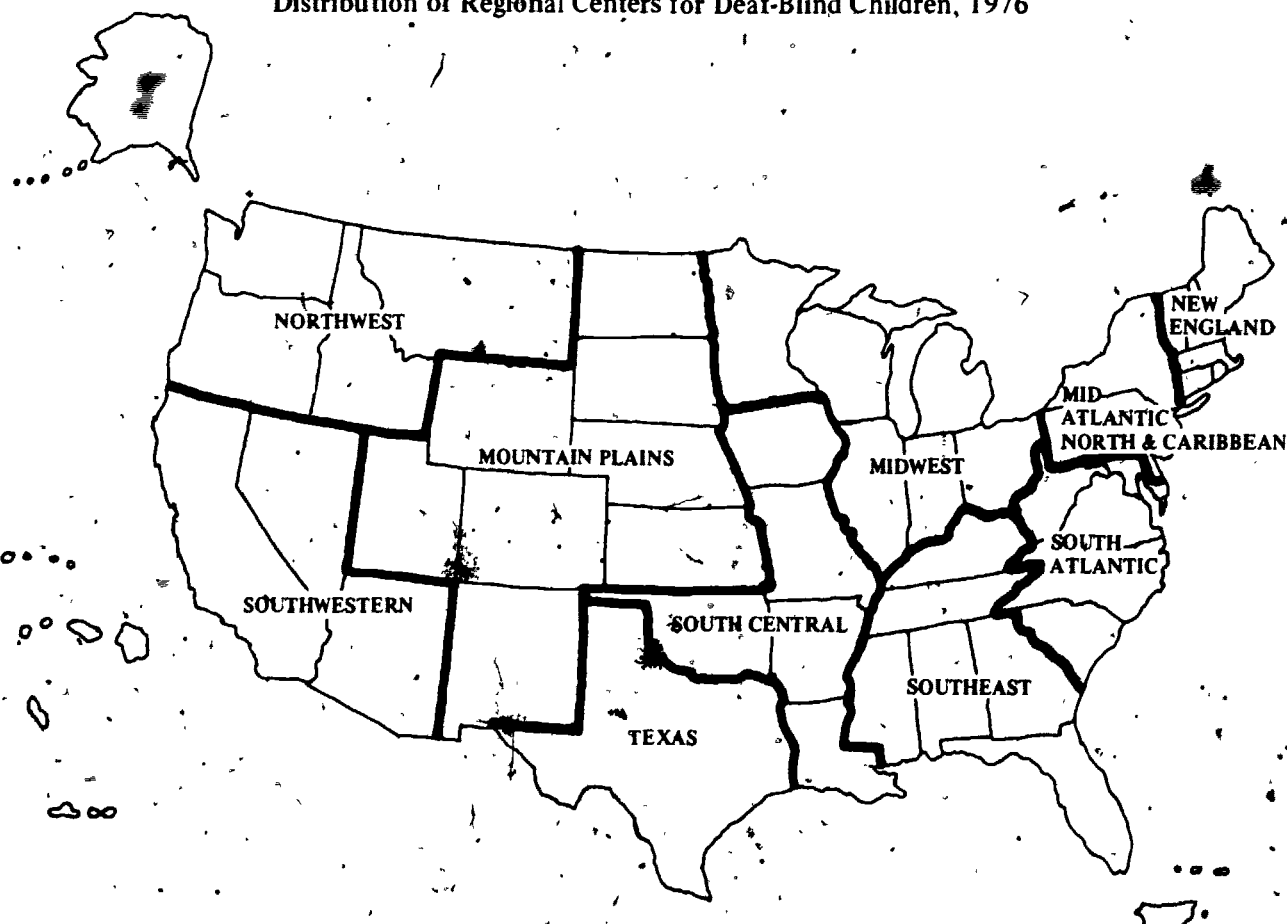 Distribution of Regional Centers for Deaf-Blind Children, 1976
NORTHWEST
NEW
ENGLAND
MID
ATLANTIC
NORTH & CARIBBEAN
MOUNTAIN PLAINS
MIDWEST
SOUTH
ATLANTIC
SOUTHWESTERN
SOUTH CENTRAL
SOUTHEAST
TEXAS